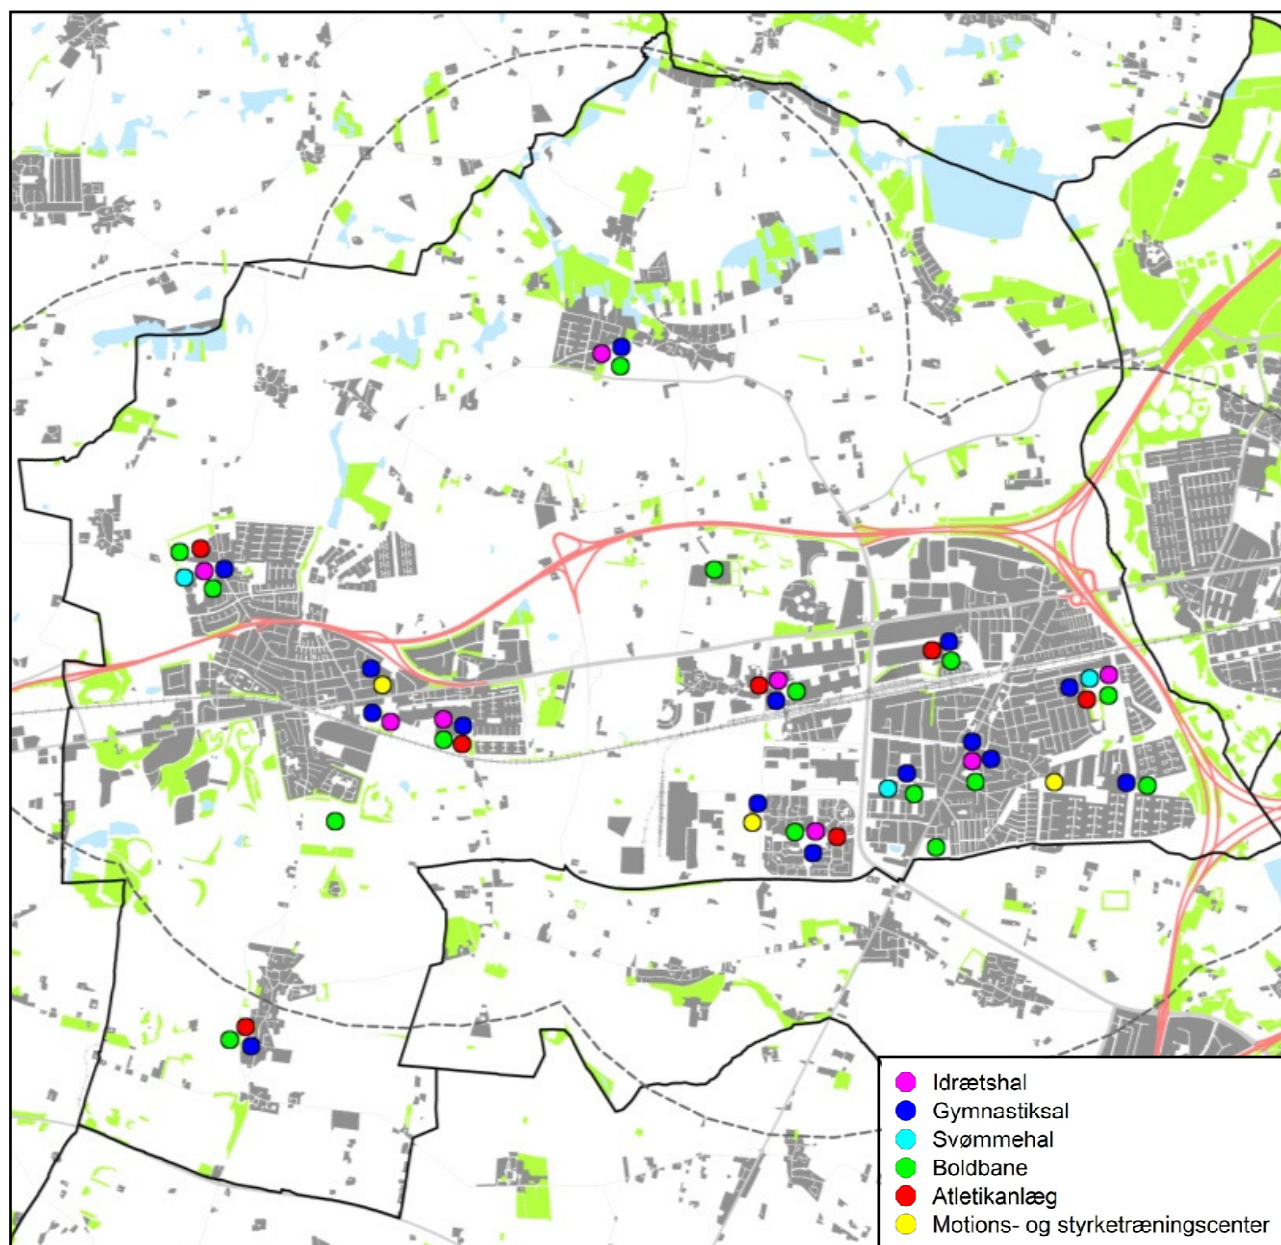 Idrætshal
Gymnastiksal
Svømmehal
Boldbane
Atletikanlæg
Motions- og styrketræningscenter